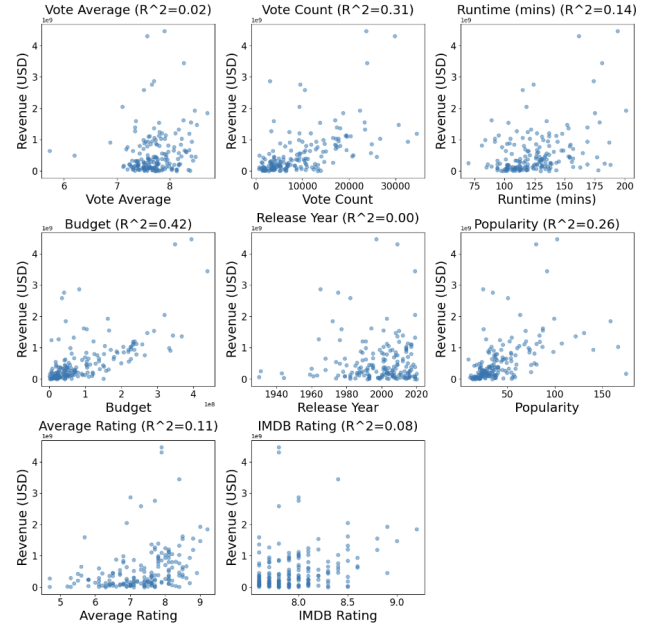 Vote Average (R^2=0.02)
1e9
Revenue (USD)
4
3
2
1
0
6
7
8
Vote Average
Vote Count (R^2=0.31)
1e9
Revenue (USD)
4
3
2
1
0
0
10000
20000
30000
Vote Count
Runtime (mins) (R^2=0.14)
1e9
Revenue (USD)
4
3
2
1
0
75
100
125
150
175
200
Runtime (mins)
Budget (R^2=0.42)
1e9
Revenue (USD)
4
3
2
1
0
0
1
2
3
4
1e8
Budget
Release Year (R^2=0.00)
1e9
Revenue (USD)
4
3
2
1
0
1940
1960
1980
2000
2020
Release Year
Popularity (R^2=0.26)
1e9
Revenue (USD)
4
3
2
1
0
50
100
150
Popularity
Average Rating (R^2=0.11)
1e9
Revenue (USD)
4
3
2
1
0
5
6
7
8
9
Average Rating
IMDB Rating (R^2=0.08)
1e9
Revenue (USD)
4
3
2
1
0
8.0
8.5
9.0
IMDB Rating